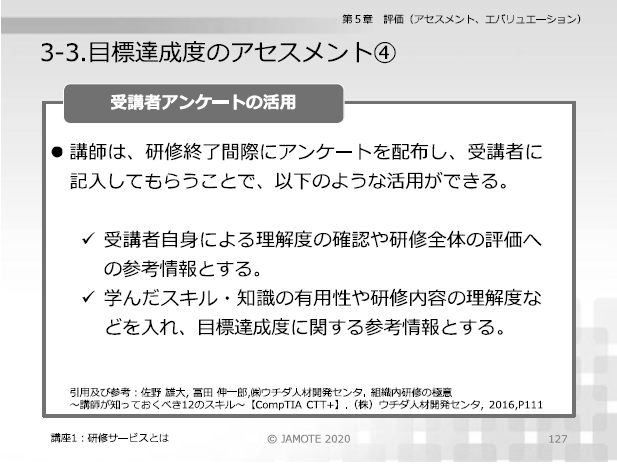 第５章　評価（アセスメント、エバリュエーション）
3-3.目標達成度のアセスメント④
受講者アンケートの活用
● 講師は、研修終了間際にアンケートを配布し、受講者に
記入してもらうことで、以下のような活用ができる。
✓ 受講者自身による理解度の確認や研修全体の評価へ
の参考情報とする。
✓ 学んだスキル・知識の有用性や研修内容の理解度な
どを入れ、目標達成度に関する参考情報とする。
引用及び参考：佐野 雄大, 冨田 伸一郎,㈱ウチダ人材開発センタ, 組織内研修の極意
～講師が知っておくべき12のスキル～【CompTIA CTT+】.（株）ウチダ人材開発センタ, 2016,P111
講座1：研修サービスとは
© JAMOTE 2020
127